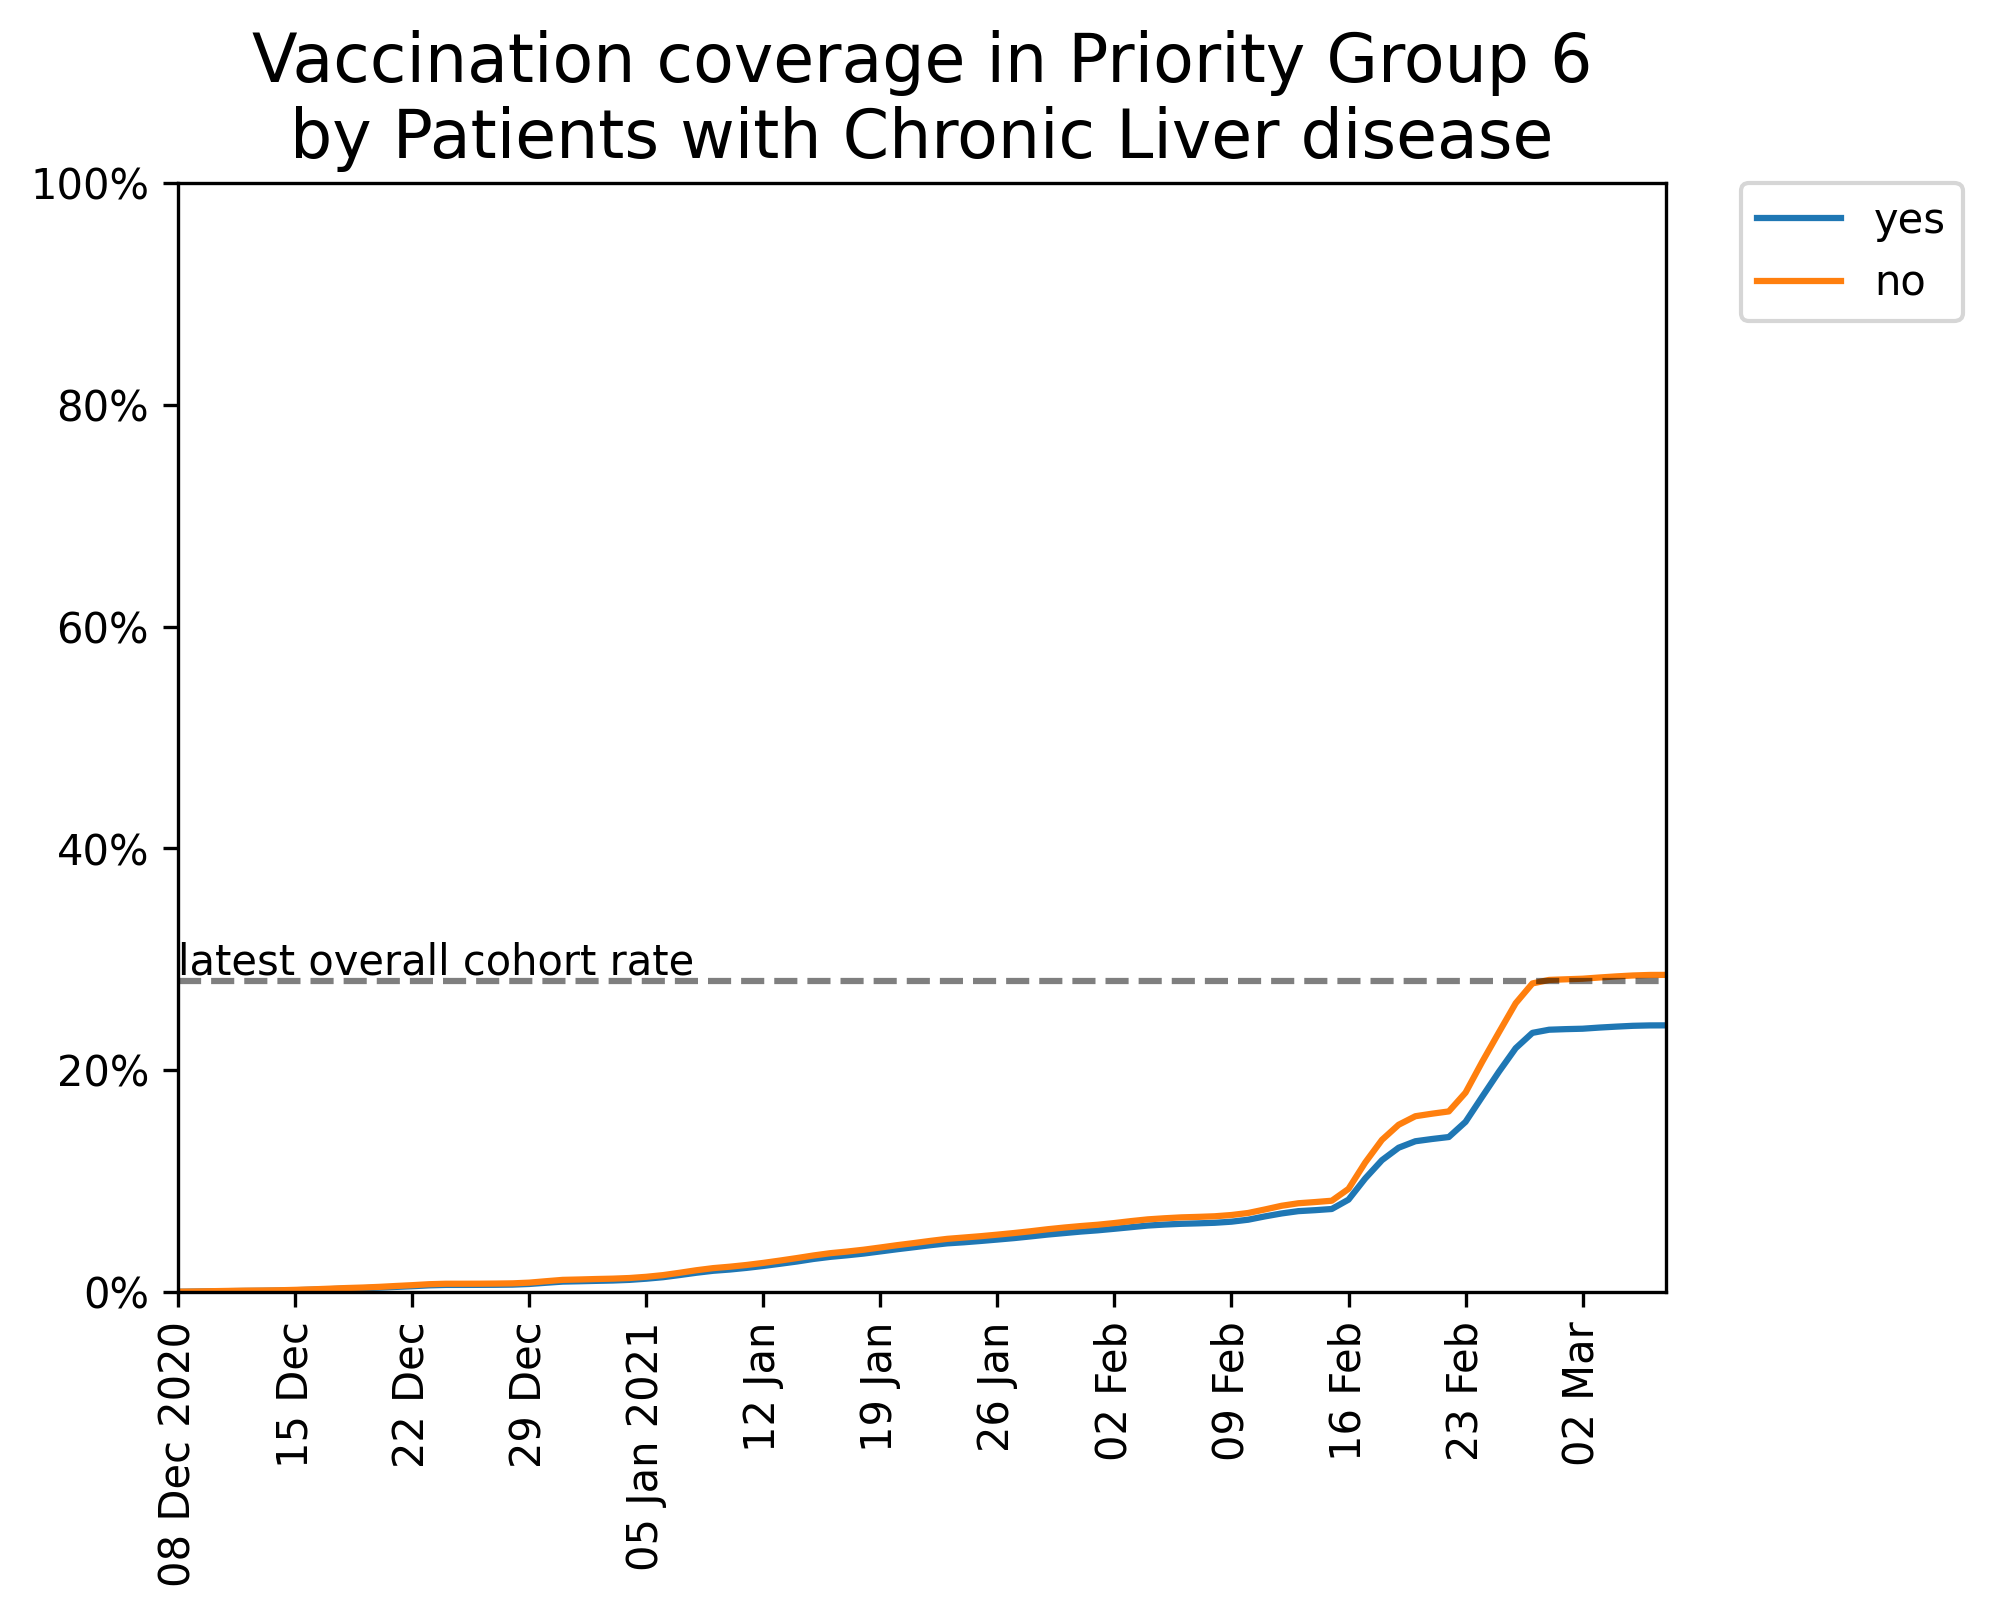 Vaccination coverage in Priority Group 6
by Patients with Chronic Liver disease
100%
80%
60%
40%
20%
0%
latest overall cohort rate
yes
no
08 Dec 2020
15 Dec
22 Dec
29 Dec
05 Jan 2021
12 Jan
19 Jan
26 Jan
02 Feb
09 Feb
16 Feb
23 Feb
02 Mar